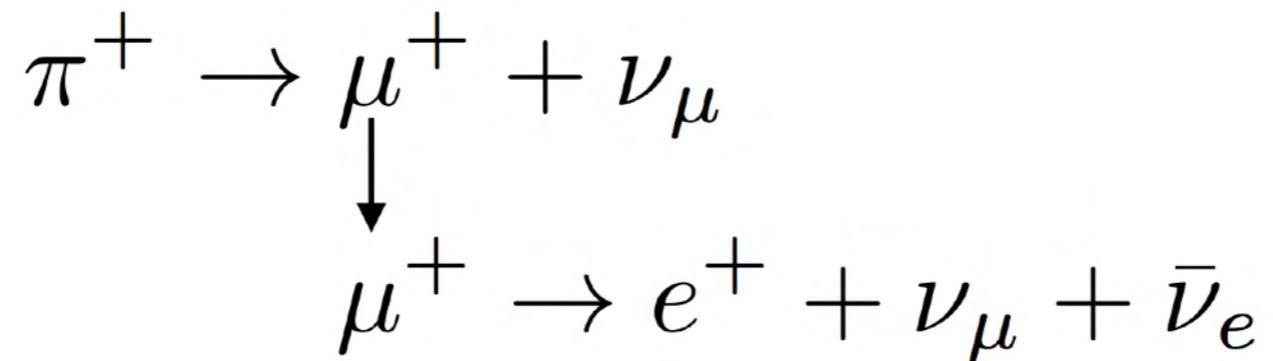 π⁺ → μ⁺ + ν_μ
μ⁺ → e⁺ + ν_μ + ν̄_e